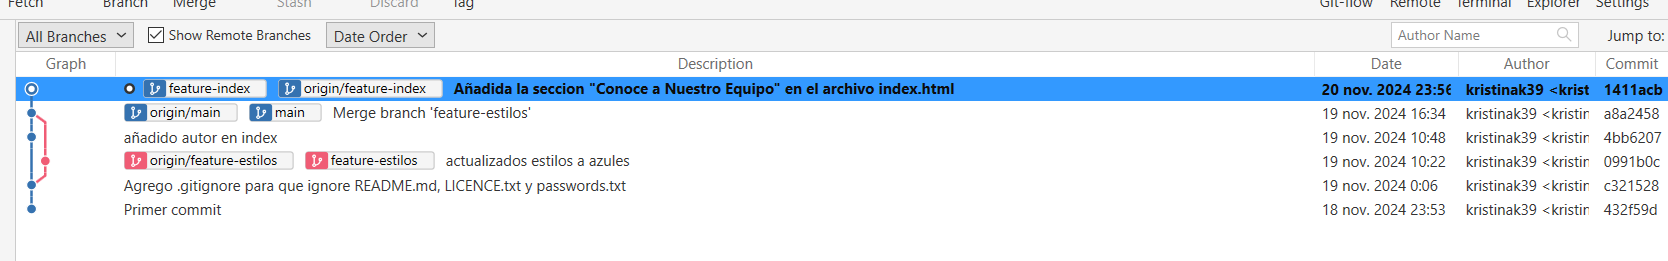 Fetch Branch Merge Stash Discard Tag Git-flow Remote Terminal Explorer Settings
All Branches Show Remote Branches Date Order Author Name Jump to:
Graph Description Date Author Commit
feature-index origin/feature-index Añadida la seccion "Conoce a Nuestro Equipo" en el archivo index.html 20 nov. 2024 23:56 kristinak39 <krist 1411acb
origin/main main Merge branch 'feature-estilos' 19 nov. 2024 16:34 kristinak39 <kristin a8a2458
añadido autor en index 19 nov. 2024 10:48 kristinak39 <kristin 4bb6207
origin/feature-estilos feature-estilos actualizados estilos a azules 19 nov. 2024 10:22 kristinak39 <kristin 0991b0c
Agrego .gitignore para que ignore README.md, LICENCE.txt y passwords.txt 19 nov. 2024 0:06 kristinak39 <kristin c321528
Primer commit 18 nov. 2024 23:53 kristinak39 <kristin 432f59d